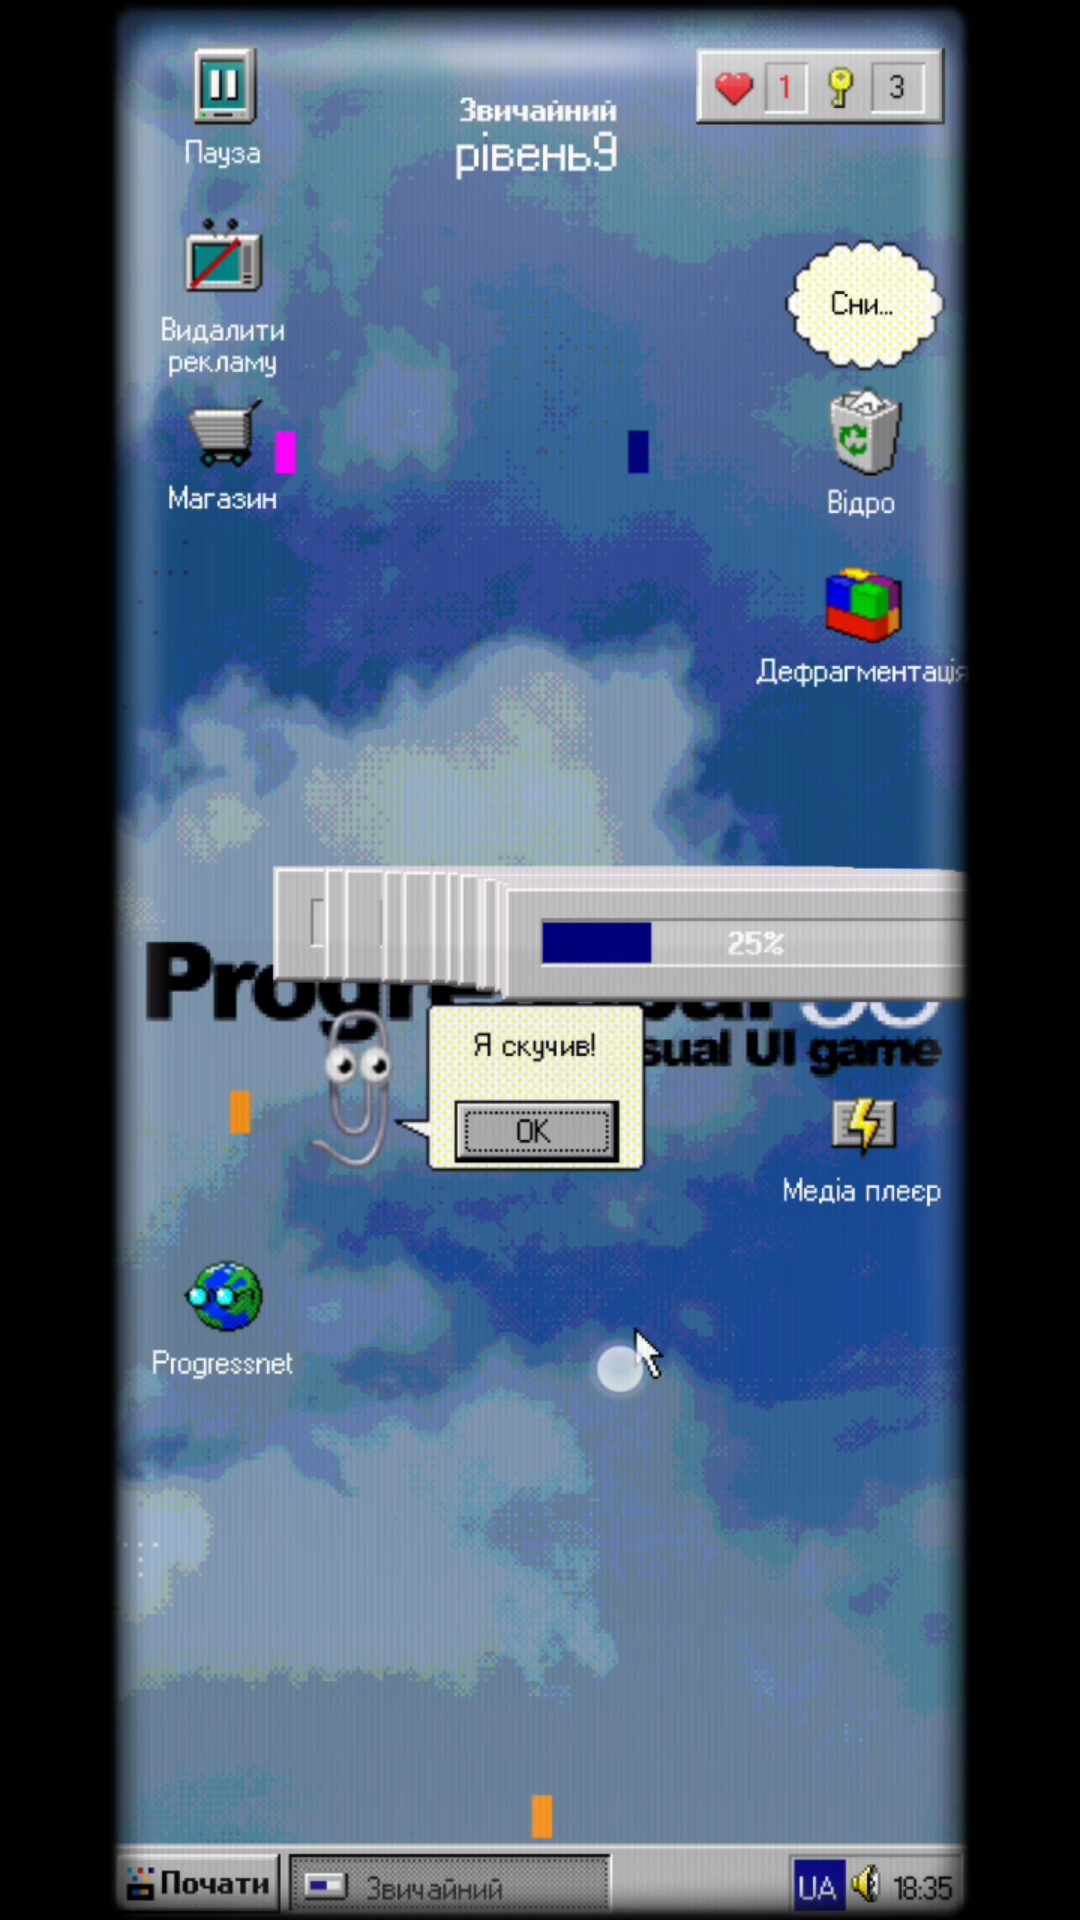 Пауза
Звичайний
рівень9
1
3
Видалити
рекламу
Сни...
Магазин
Відро
Дефрагментація
25%
Я скучив!
sual UI game
OK
Медіа плеєр
Progressnet
Почати
Звичайний
UA
18:35